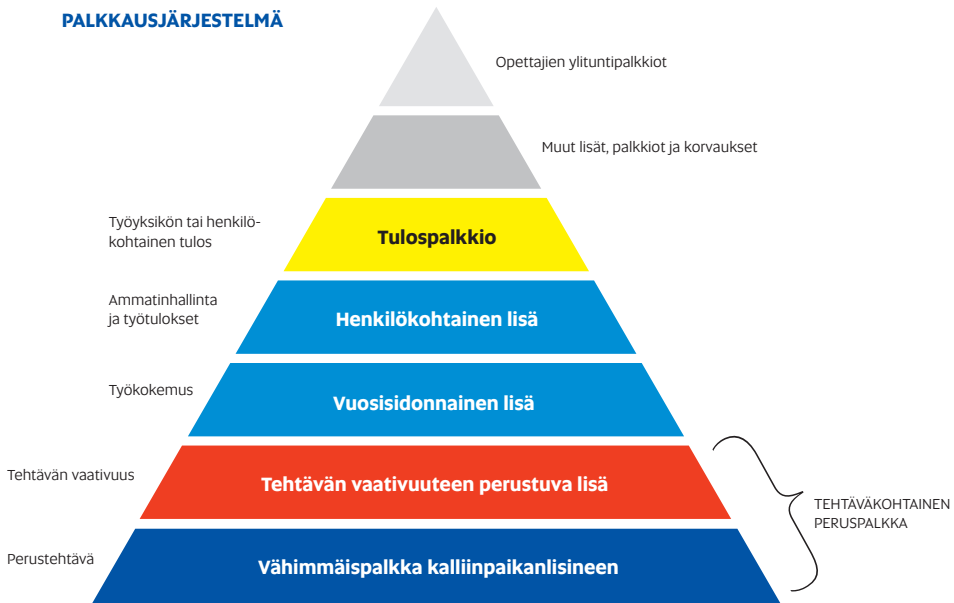 PALKKAUSJÄRJESTELMÄ
Opettajien ylituntipalkkiot
Muut lisät, palkkiot ja korvaukset
Työyksikön tai henkilö-
kohtainen tulos
Tulospalkkio
Ammatinhallinta
ja työtulokset
Henkilökohtainen lisä
Työkokemus
Vuosisidonnainen lisä
Tehtävän vaativuus
Tehtävän vaativuuteen perustuva lisä
TEHTÄVÄKOHTAINEN
PERUSPALKKA
Perustehtävä
Vähimmäispalkka kalliinpaikanlisineen